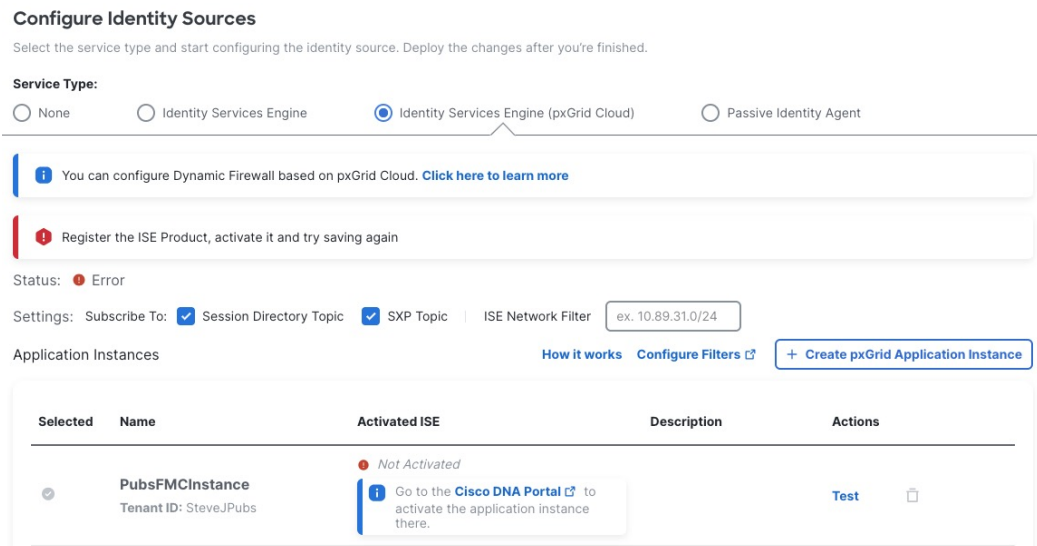 Configure Identity Sources
Select the service type and start configuring the identity source. Deploy the changes after you're finished.
Service Type:
None Identity Services Engine Identity Services Engine (pxGrid Cloud) Passive Identity Agent
You can configure Dynamic Firewall based on pxGrid Cloud. Click here to learn more
Register the ISE Product, activate it and try saving again
Status: Error
Settings: Subscribe To: Session Directory Topic SXP Topic ISE Network Filter ex. 10.89.31.0/24
Application Instances How it works Configure Filters + Create pxGrid Application Instance
Selected Name Activated ISE Description Actions
Not Activated
PubsFMCInstance
Tenant ID: SteveJPubs
Go to the Cisco DNA Portal to
activate the application instance
there.
Test